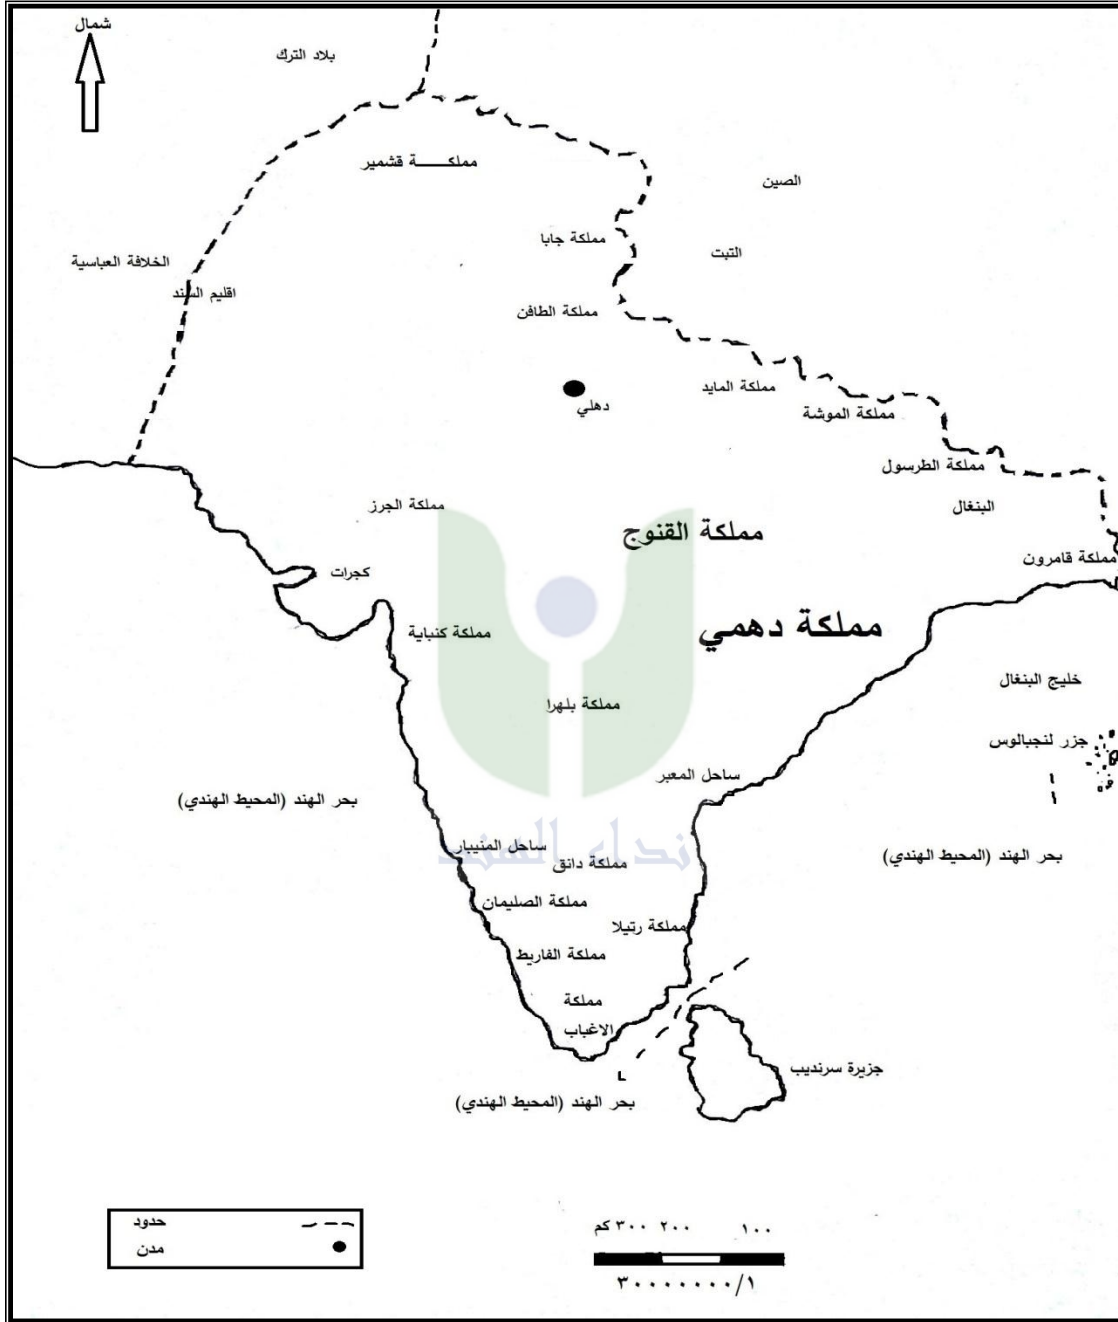 شمال
بلاد الترك
مملكـــــة قشمير
الصين
مملكة جابا
التبت
الخلافة العباسية
اقليم السند
مملكة الطافن
مملكة المايد
دهلي
مملكة الموشة
مملكة الطرسول
مملكة الجرز
البنغال
مملكة القنوج
مملكة قامرون
كجرات
مملكة دهمي
مملكة كنباية
خليج البنغال
مملكة بلهرا
جزر لنجبالوس
ساحل المعبر
بحر الهند (المحيط الهندي)
ساحل المنيبار
نداء السند
بحر الهند (المحيط الهندي)
مملكة دانق
مملكة الصليمان
مملكة رتيلا
مملكة الفاريط
مملكة
الاغباب
جزيرة سرنديب
بحر الهند (المحيط الهندي)
حدود
مدن
١٠٠ ٢٠٠ ٣٠٠ كم
٣٠٠٠٠٠٠٠/١